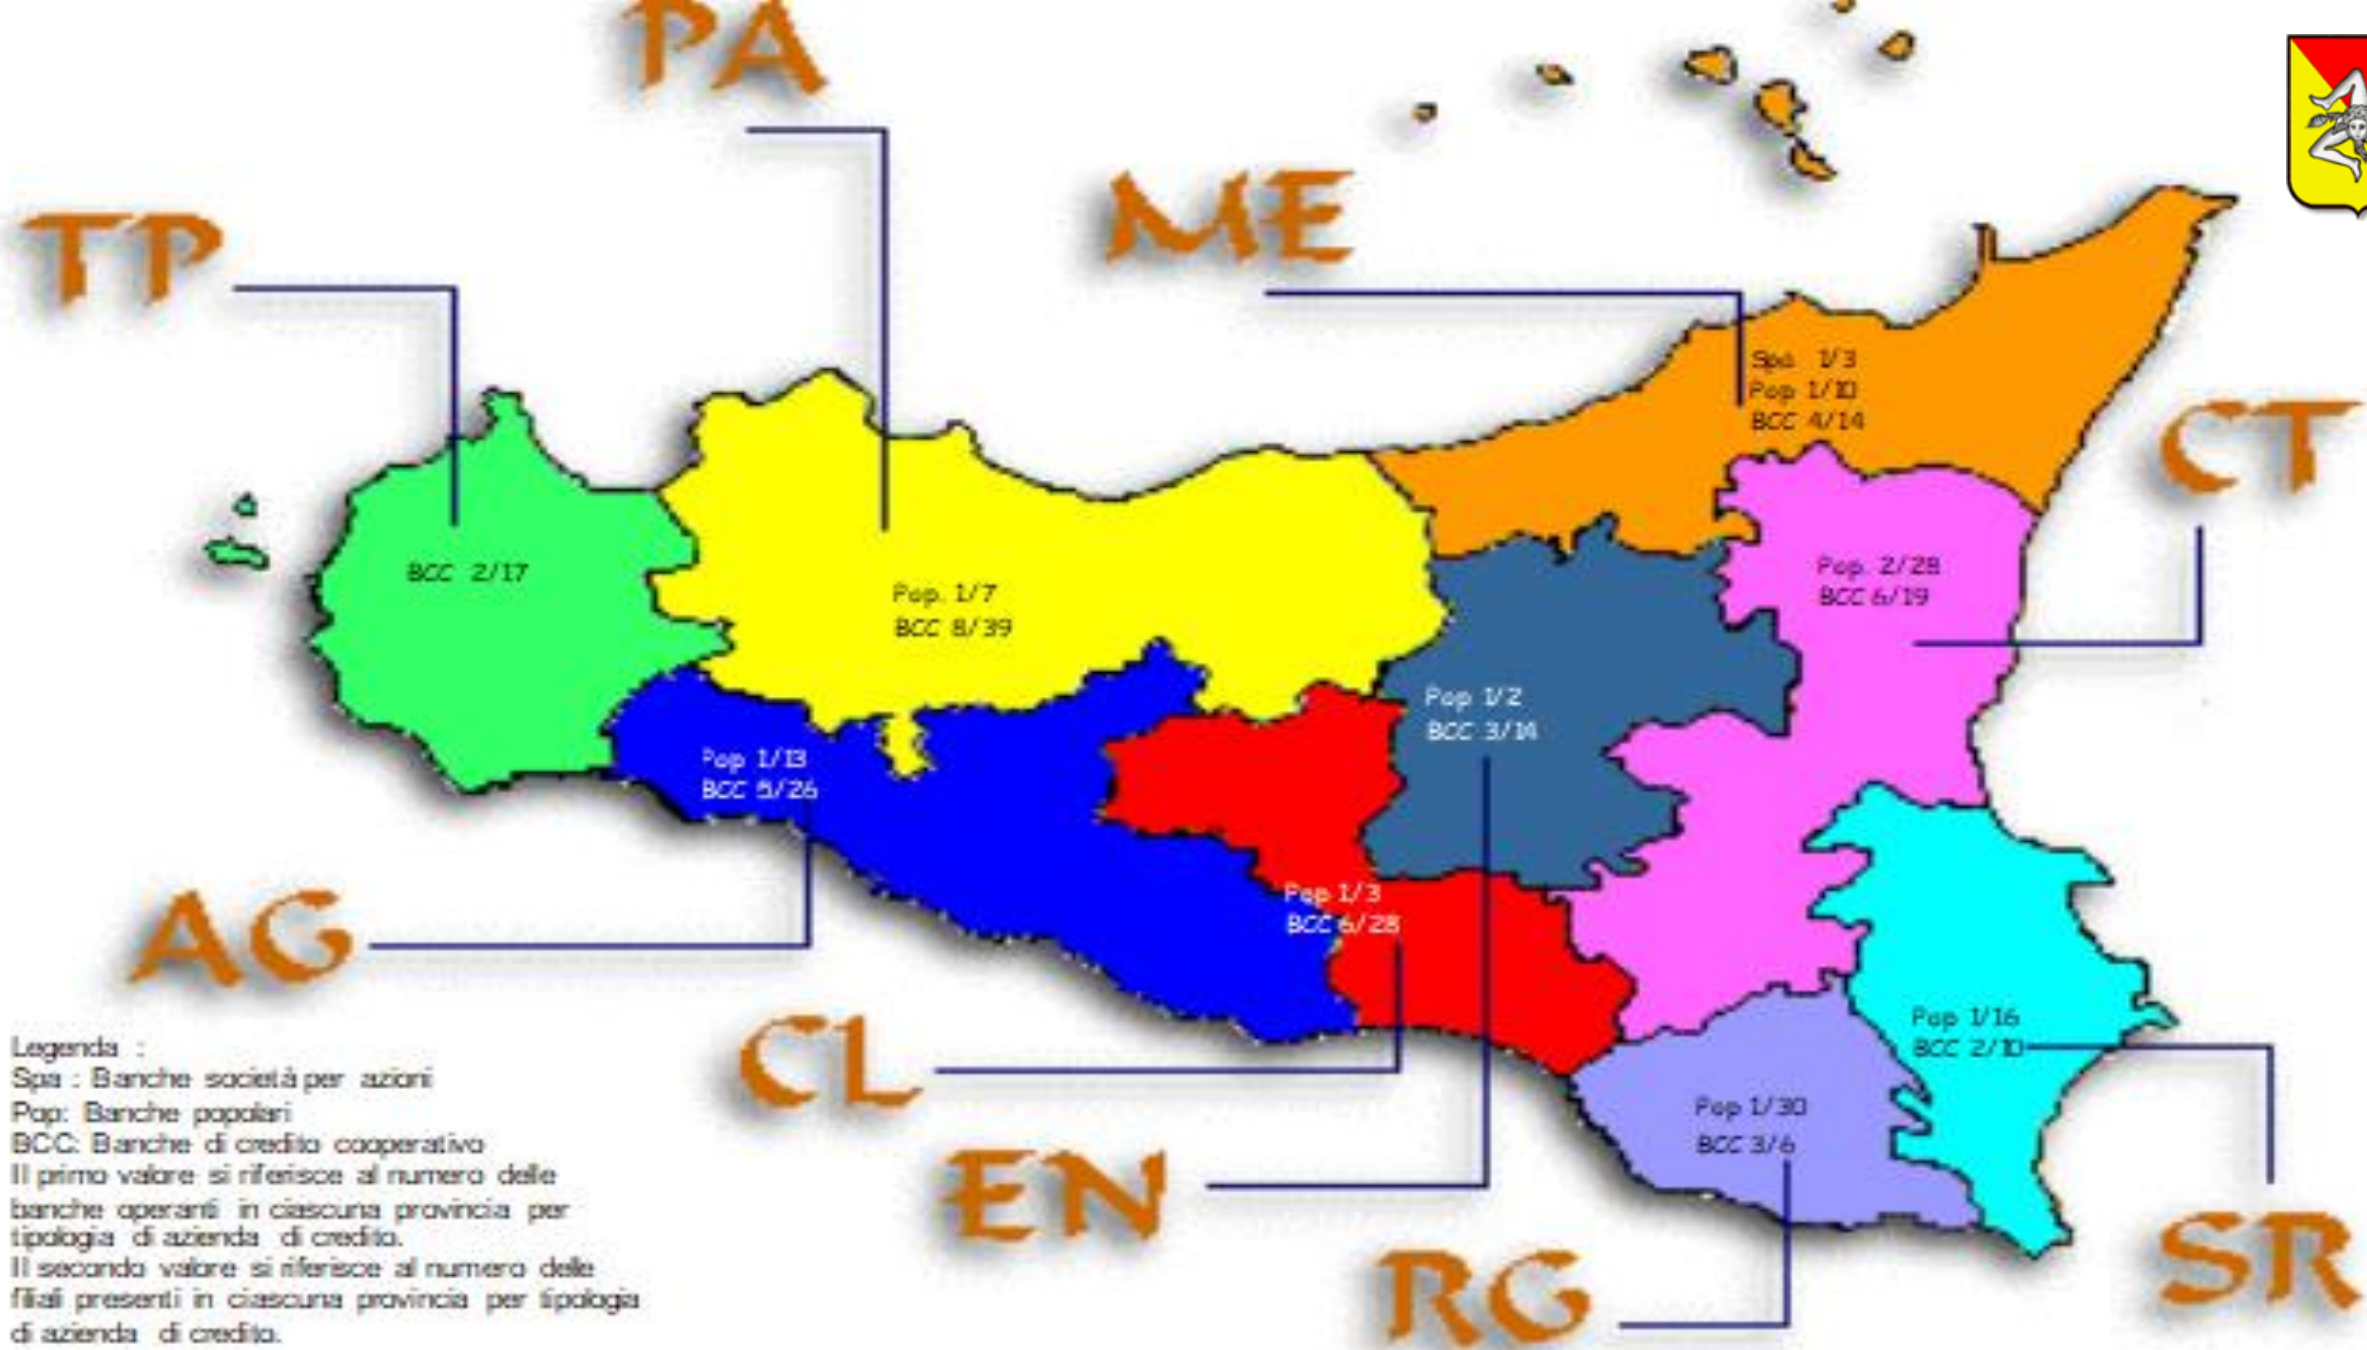 PA
ME
TP
CT
Spa 1/3
Pop 1/10
BCC 4/14
BCC 2/17
Pop. 1/7
BCC 8/39
Pop. 2/28
BCC 6/19
Pop 1/2
BCC 3/14
Pop 1/13
BCC 5/26
Pop 1/3
BCC 6/28
AG
CL
EN
RG
SR
Pop 1/16
BCC 2/10
Pop 1/30
BCC 3/6
Legenda :
Spa : Banche società per azioni
Pop: Banche popolari
BCC: Banche di credito cooperativo
Il primo valore si riferisce al numero delle
banche operanti in ciascuna provincia per
tipologia di azienda di credito.
Il secondo valore si riferisce al numero delle
filiali presenti in ciascuna provincia per tipologia
di azienda di credito.